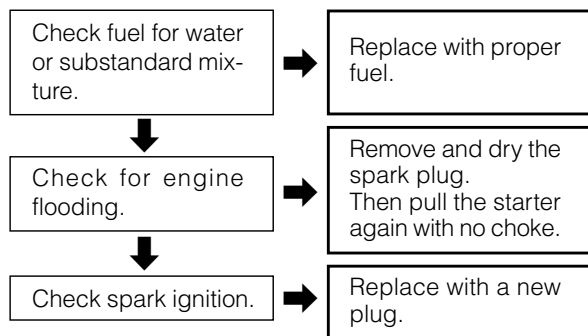 Check fuel for water
or substandard mix-
ture.
Replace with proper
fuel.
Check for engine
flooding.
Remove and dry the
spark plug.
Then pull the starter
again with no choke.
Check spark ignition.
Replace with a new
plug.